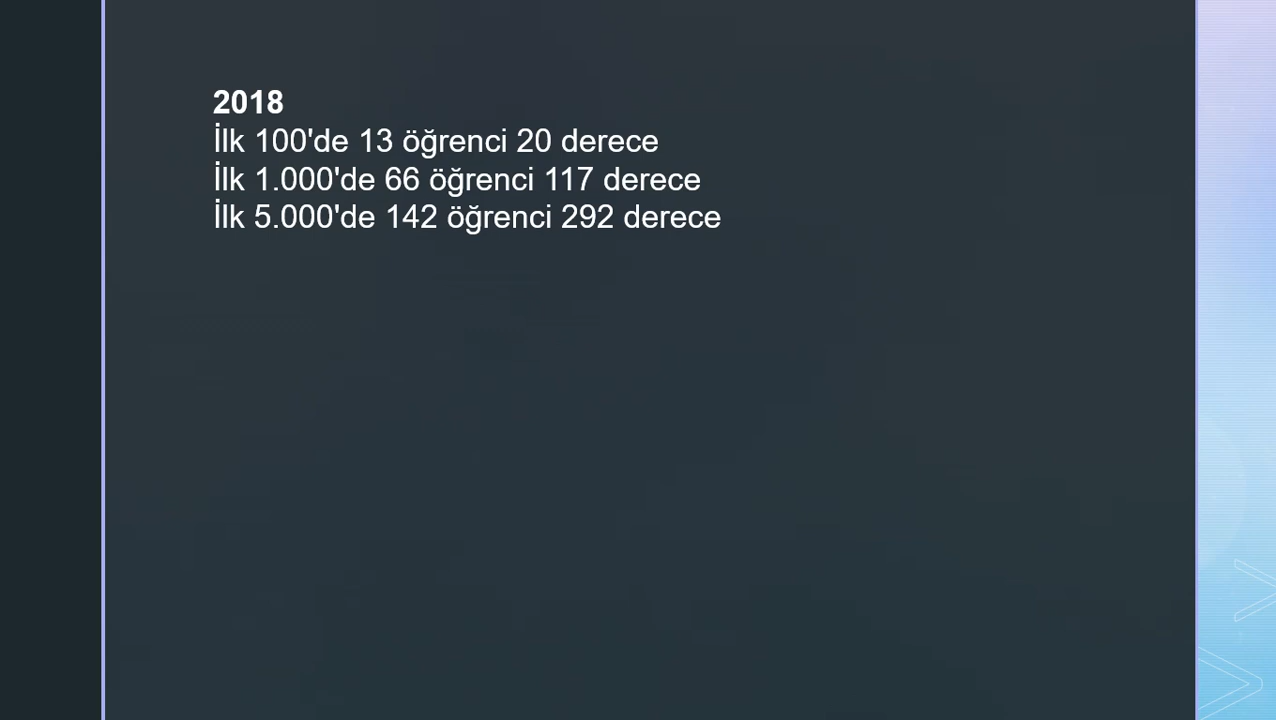 2018
İlk 100'de 13 öğrenci 20 derece
İlk 1.000'de 66 öğrenci 117 derece
İlk 5.000'de 142 öğrenci 292 derece